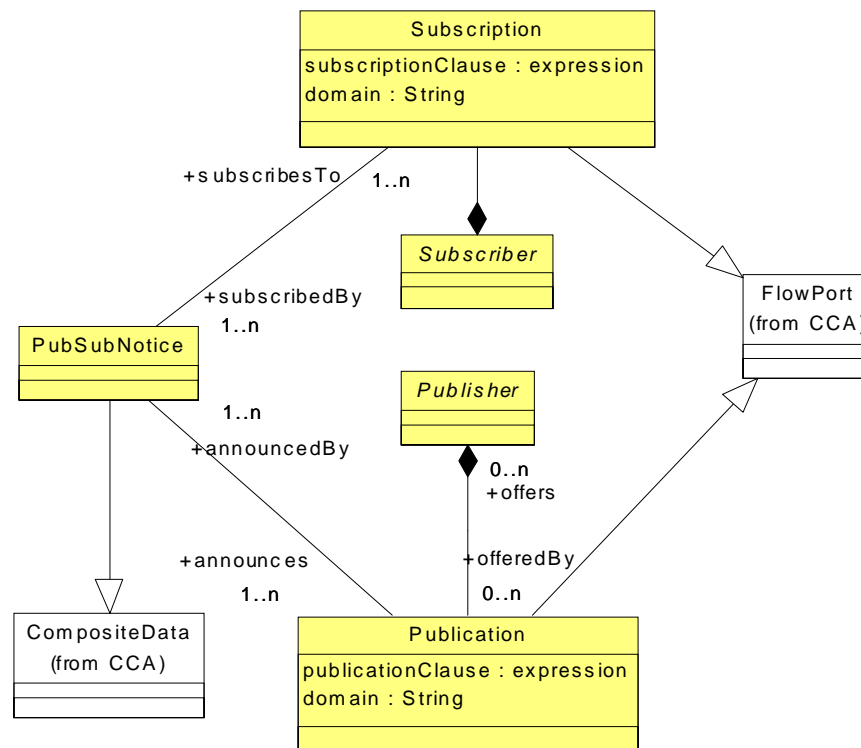 Subscription
subscriptionClause : expression
domain : String
+subscribesTo
1..n
Subscriber
+subscribedBy
1..n
FlowPort
(from CCA)
PubSubNotice
Publisher
1..n
+announcedBy
0..n
+offers
+announces
1..n
+offeredBy
0..n
CompositeData
(from CCA)
Publication
publicationClause : expression
domain : String